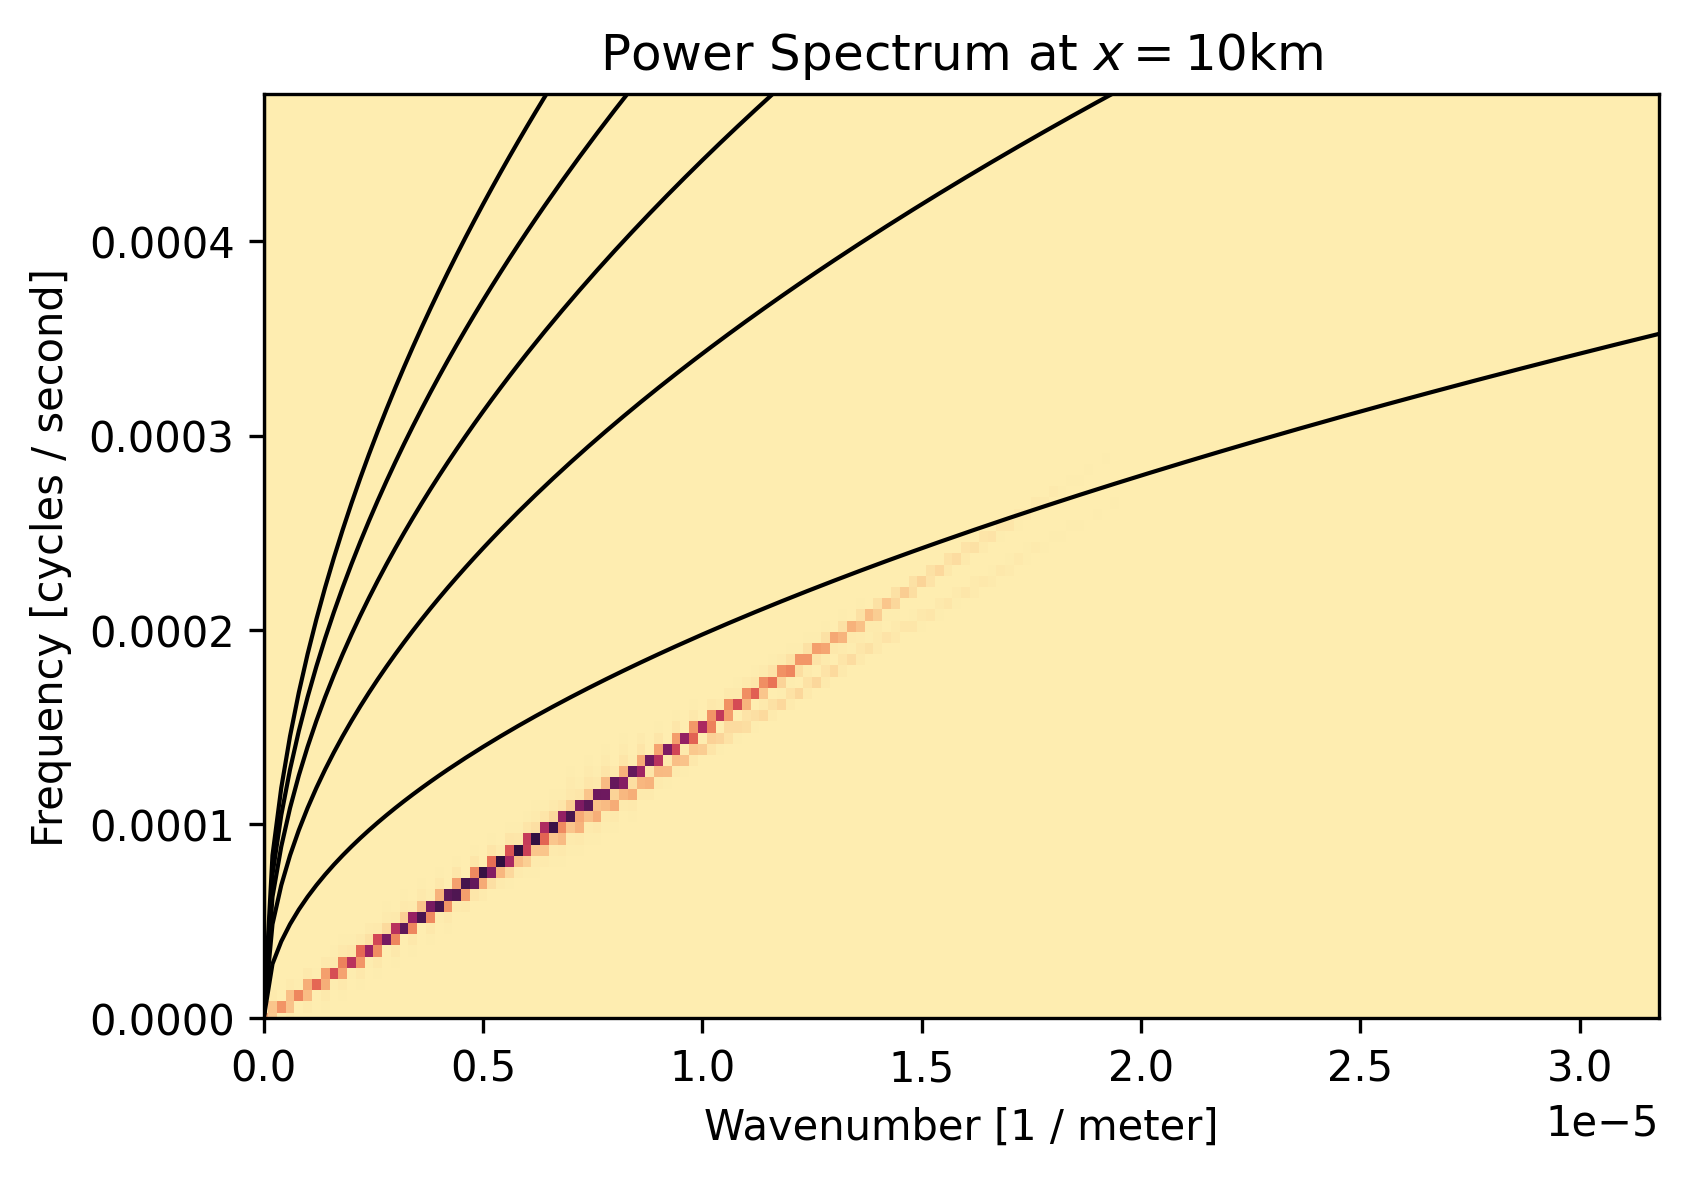 Power Spectrum at x = 10km
Frequency [cycles / second]
0.0004
0.0003
0.0002
0.0001
0.0000
0.0 0.5 1.0 1.5 2.0 2.5 3.0
1e−5
Wavenumber [1 / meter]